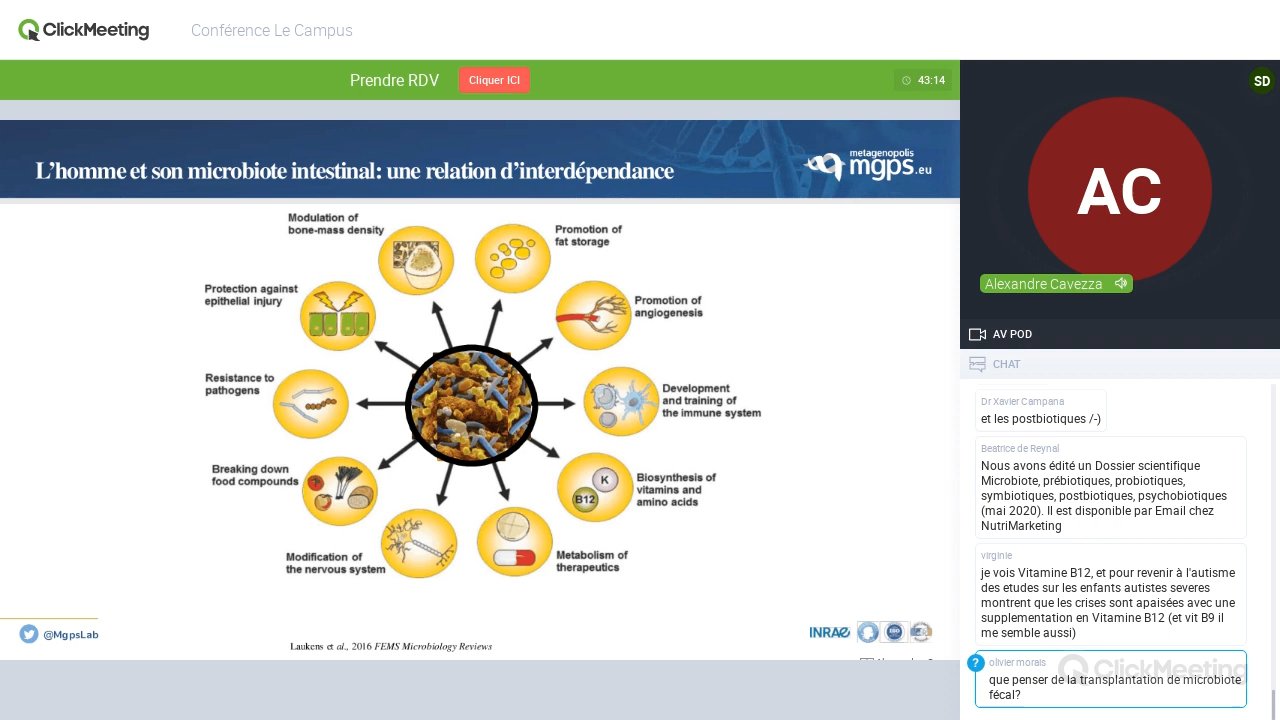 ClickMeeting
Conférence Le Campus
Prendre RDV
Cliquer ICI
43:14
L'homme et son microbiote intestinal: une relation d'interdépendance
metagenopolis
mgps.eu
Modulation of
bone-mass density
Promotion of
fat storage
Protection against
epithelial injury
Promotion of
angiogenesis
Resistance to
pathogens
Development
and training of
the immune system
Breaking down
food compounds
K
B12
Biosynthesis of
vitamins and
amino acids
Modification of
the nervous system
Metabolism of
therapeutics
@MgpsLab
INRAE
ISO
Laukens et al., 2016 FEMS Microbiology Reviews
SD
AC
Alexandre Cavezza
AV POD
CHAT
Dr Xavier Campana
et les postbiotiques /-)
Beatrice de Reynal
Nous avons édité un Dossier scientifique
Microbiote, prébiotiques, probiotiques,
symbiotiques, postbiotiques, psychobiotiques
(mai 2020). Il est disponible par Email chez
NutriMarketing
virginie
je vois Vitamine B12, et pour revenir à l'autisme
des etudes sur les enfants autistes severes
montrent que les crises sont apaisées avec une
supplementation en Vitamine B12 (et vit B9 il
me semble aussi)
?
olivier morais
que penser de la transplantation de microbiote
fécal?
ClickMeeting